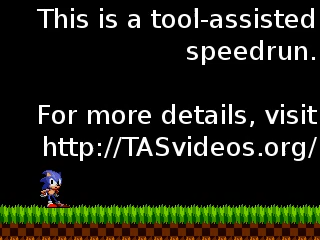 This is a tool-assisted
speedrun.
For more details, visit
http://TASvideos.org/